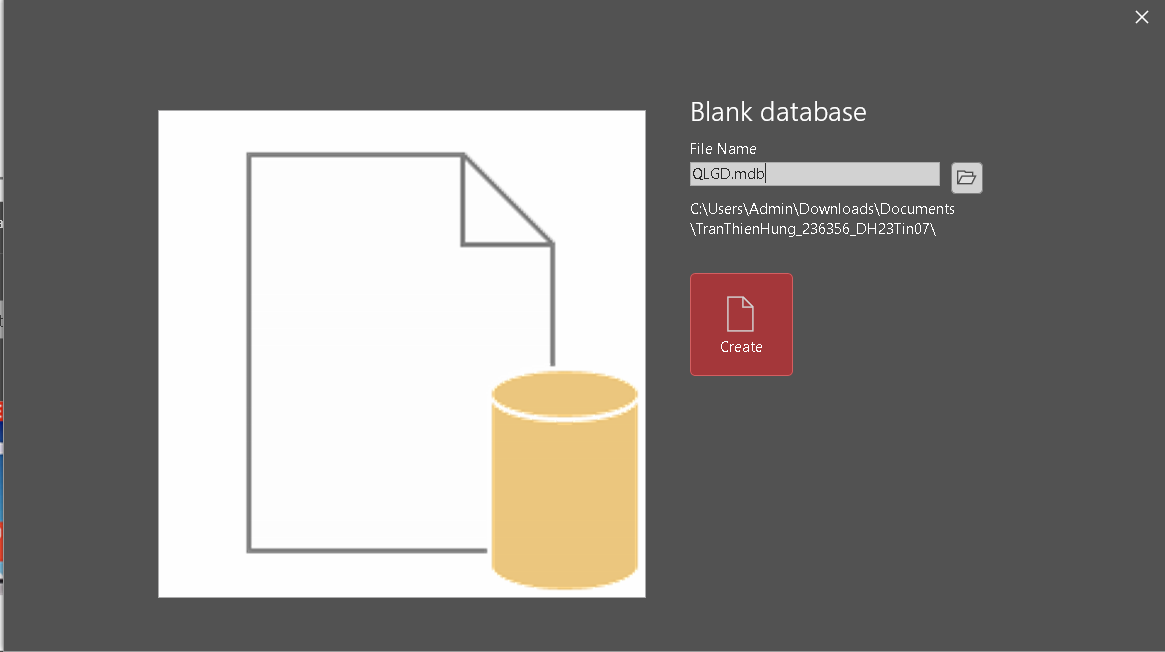 Blank database
File Name
QLGD.mdb
C:\Users\Admin\Downloads\Documents
\TranThienHung_236356_DH23Tin07\
Create